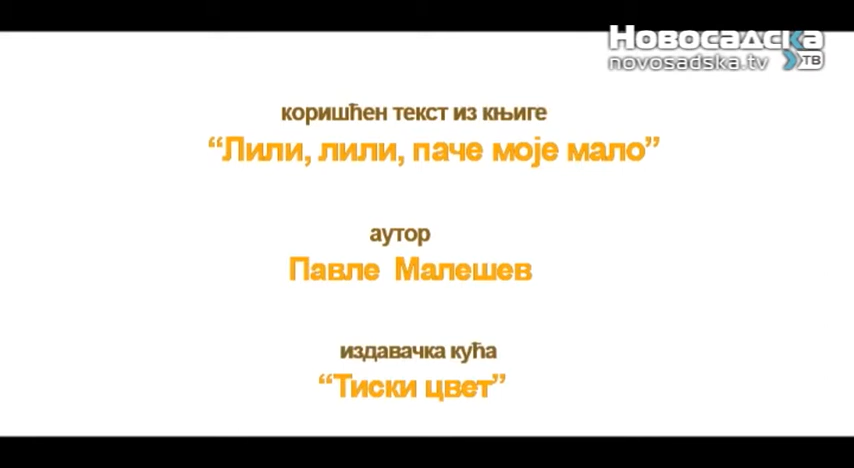 Новосадска
novosadska.tv ТВ
коришћен текст из књиге
“Лили, лили, паче моје мало”
аутор
Павле Малешев
издавачка кућа
“Тиски цвет”